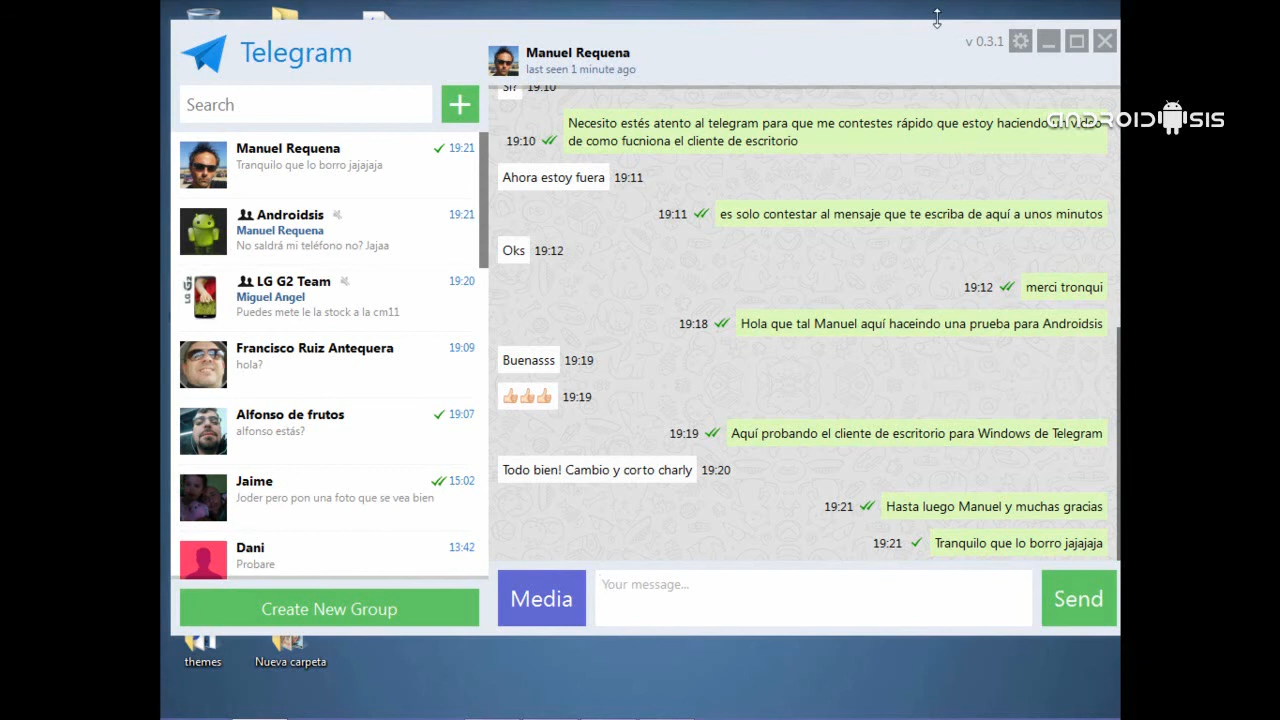 Telegram
Search
+
Manuel Requena
19:21
Tranquilo que lo borro jajajaja
Androidsis
19:21
Manuel Requena
No saldrá mi teléfono no? Jajaa
LG G2
LG G2 Team
19:20
Miguel Angel
Puedes mete le la stock a la cm11
Francisco Ruiz Antequera
19:09
hola?
Alfonso de frutos
19:07
alfonso estás?
Jaime
15:02
Joder pero pon una foto que se vea bien
Dani
13:42
Probare
Create New Group
Manuel Requena
last seen 1 minute ago
v 0.3.1
ANDROIDSIS
Si? 19:10
Necesito estés atento al telegram para que me contestes rápido que estoy haciendo un video
de como fucniona el cliente de escritorio
19:10
Ahora estoy fuera 19:11
19:11 es solo contestar al mensaje que te escriba de aquí a unos minutos
Oks 19:12
19:12 merci tronqui
19:18 Hola que tal Manuel aquí haceindo una prueba para Androidsis
Buenasss 19:19
19:19
19:19 Aquí probando el cliente de escritorio para Windows de Telegram
Todo bien! Cambio y corto charly 19:20
19:21 Hasta luego Manuel y muchas gracias
19:21 Tranquilo que lo borro jajajaja
Media
Your message...
Send
themes
Nueva carpeta